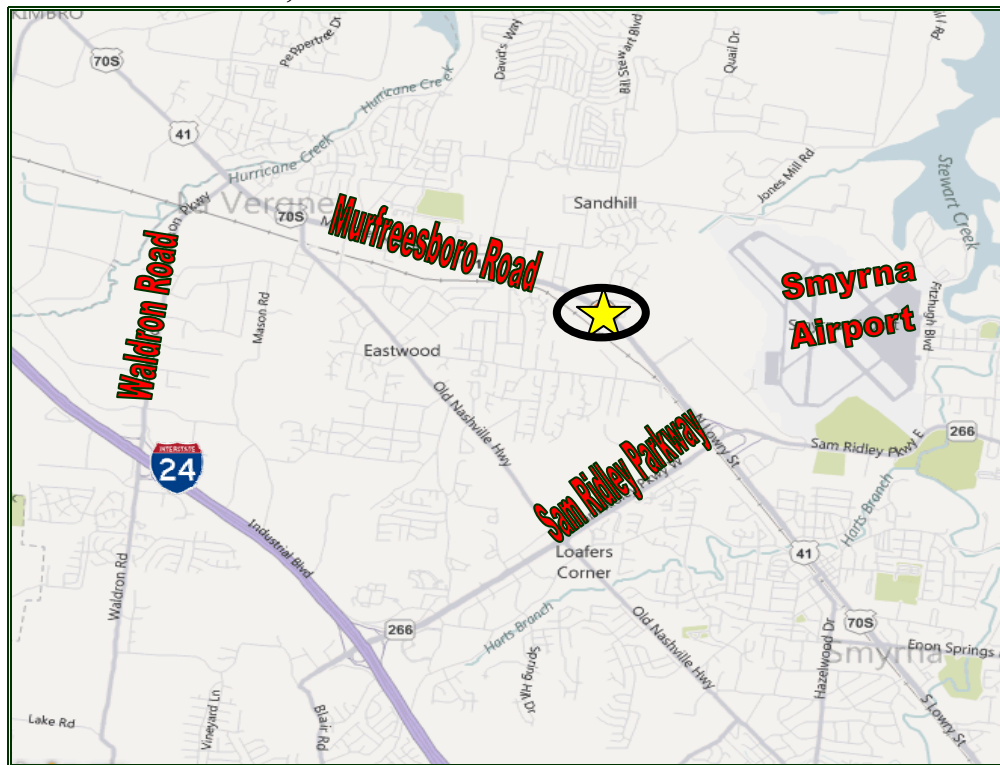 KIMBRO
70S
Peppertree Dr
David's Way
Bill Stewart Blvd
Quail Dr
41
Hurricane Creek
Hurricane Creek
Jones Mill Rd
Stewart Creek
La Vergne
Sandhill
70S
Murfreesboro Road
Waldron Road
Smyrna
Airport
Fitzhugh Blvd
Mason Rd
Eastwood
Old Nashville Hwy
N Lowry St
Sam Ridley Pkwy E
266
INTERSTATE
24
Sam Ridley Parkway
Pkwy W
Harts Branch
Industrial Blvd
Loafers
Corner
41
Waldron Rd
266
Harts Branch
Old Nashville Hwy
70S
Enon Springs
Smyrna
Hazelwood Dr
Spring Hill Dr
Vineyard Ln
Blair Rd
Lake Rd
S Lowry St